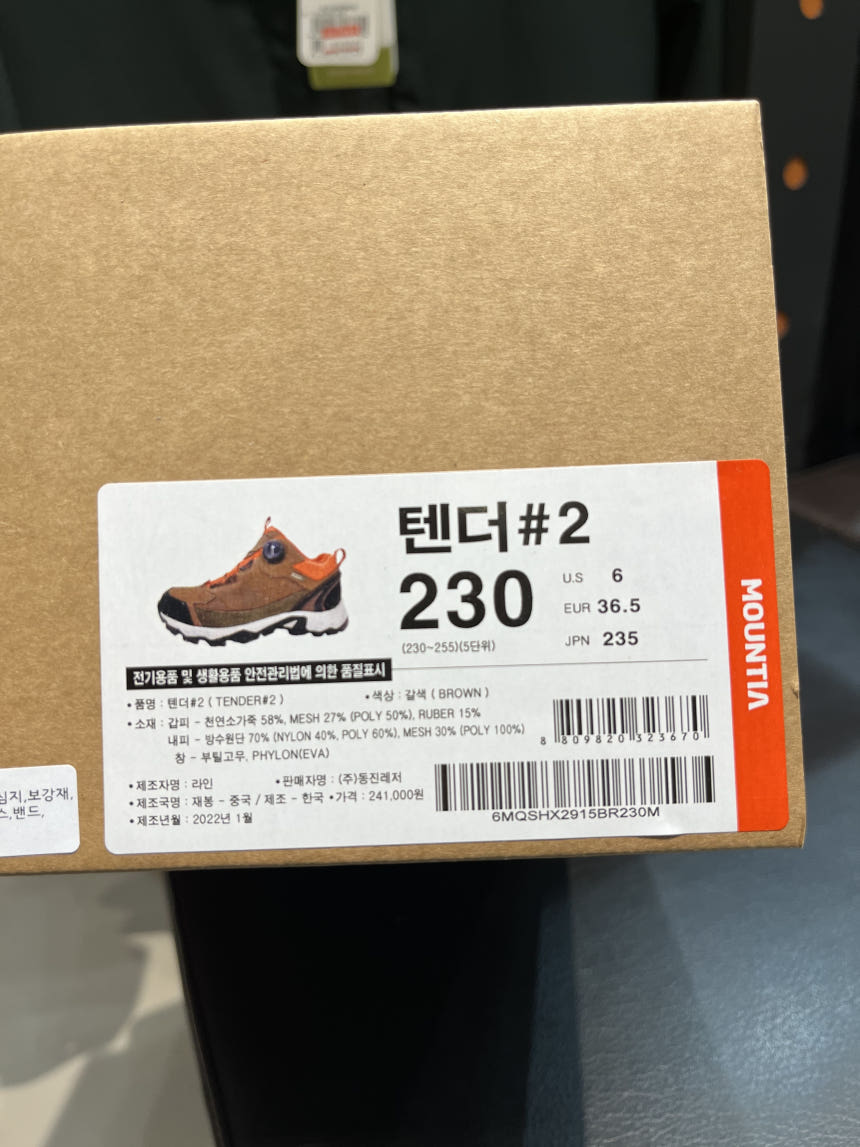 텐더#2
230
U.S 6
EUR 36.5
JPN 235
(230~255)(5단위)
전기용품 및 생활용품 안전관리법에 의한 품질표시
• 품명 : 텐더#2 ( TENDER#2 )
• 색상 : 갈색 ( BROWN )
• 소재 : 갑피 - 천연소가죽 58%, MESH 27% (POLY 50%), RUBER 15%
내피 - 방수원단 70% (NYLON 40%, POLY 60%), MESH 30% (POLY 100%)
창 - 부틸고무, PHYLON(EVA)
8 809820 323670
• 제조자명 : 라인
• 판매자명 : (주)동진레저
• 제조국명 : 재봉 - 중국 / 제조 - 한국 • 가격 : 241,000원
• 제조년월 : 2022년 1월
6MQSHX2915BR230M
MOUNTIA
심지,보강재,
스,밴드,